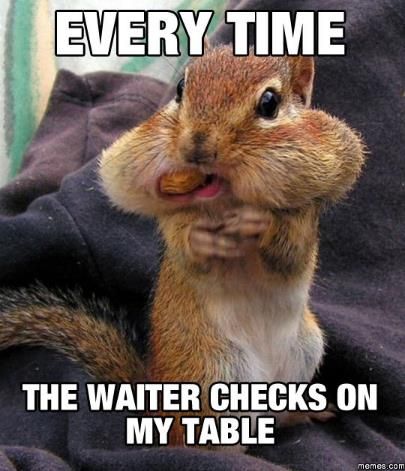 EVERY TIME
THE WAITER CHECKS ON
MY TABLE
memes.com